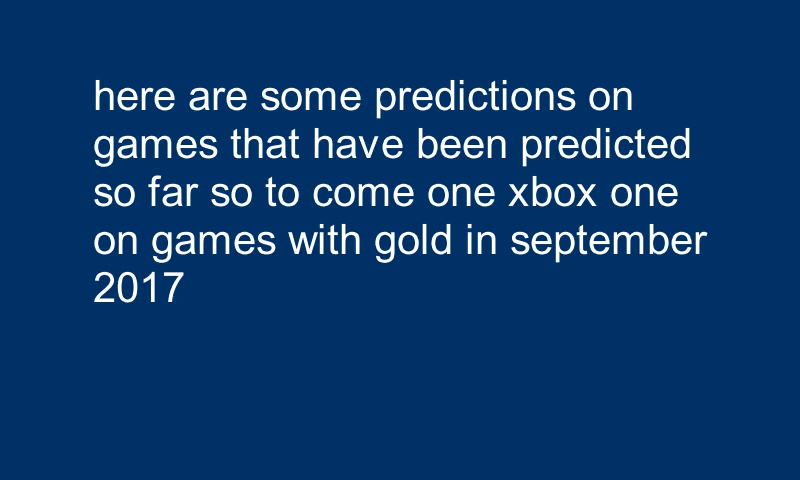 here are some predictions on
games that have been predicted
so far so to come one xbox one
on games with gold in september
2017